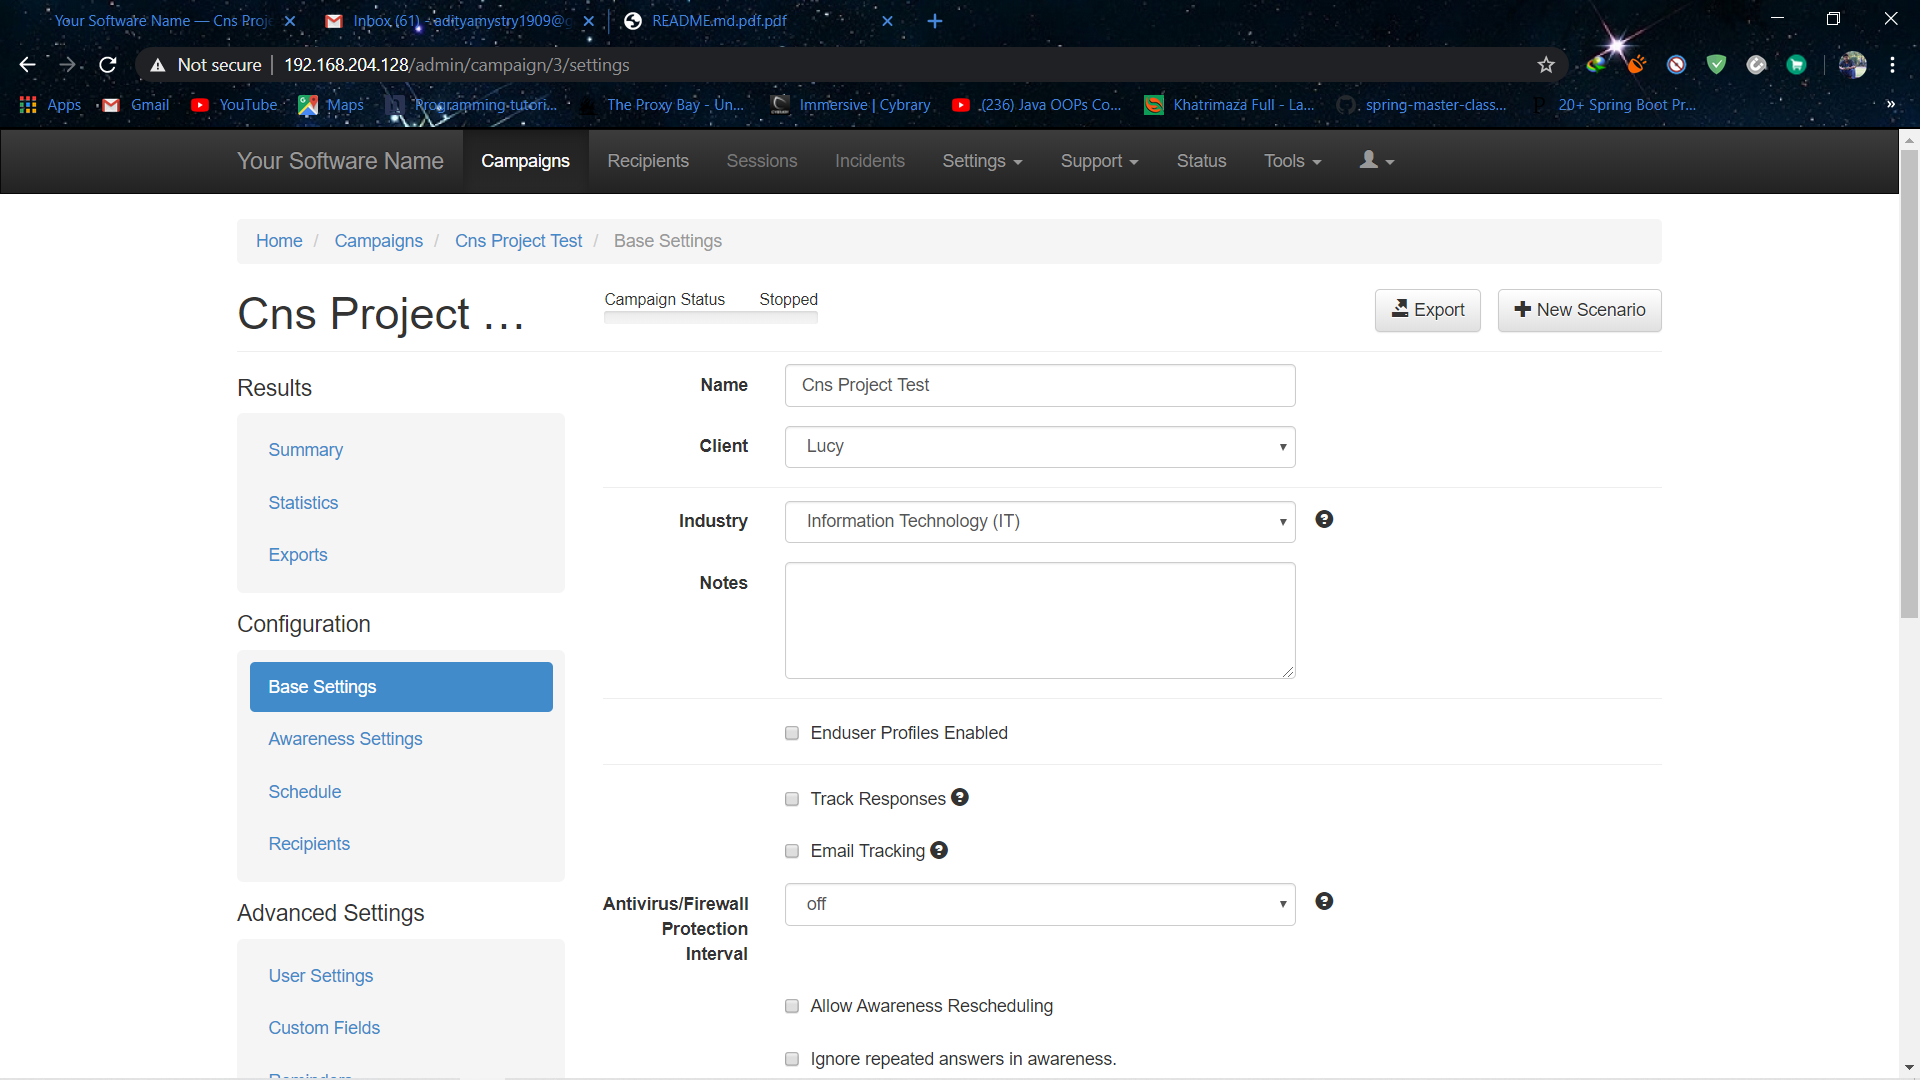 Your Software Name — Cns Proje
Inbox (61) - adityamystry1909@g
README.md.pdf.pdf
Not secure | 192.168.204.128/admin/campaign/3/settings
Apps
Gmail
YouTube
Maps
Programming-tutori...
The Proxy Bay - Un...
Immersive | Cybrary
(236) Java OOPs Co...
Khatrimaza Full - La...
spring-master-class...
20+ Spring Boot Pr...
»
Your Software Name
Campaigns
Recipients
Sessions
Incidents
Settings
Support
Status
Tools
Home / Campaigns / Cns Project Test / Base Settings
Cns Project ...
Campaign Status Stopped
Export
New Scenario
Results
Summary
Statistics
Exports
Configuration
Base Settings
Awareness Settings
Schedule
Recipients
Advanced Settings
User Settings
Custom Fields
Name
Cns Project Test
Client
Lucy
Industry
Information Technology (IT)
Notes
Enduser Profiles Enabled
Track Responses
Email Tracking
Antivirus/Firewall
Protection
Interval
off
Allow Awareness Rescheduling
Ignore repeated answers in awareness.